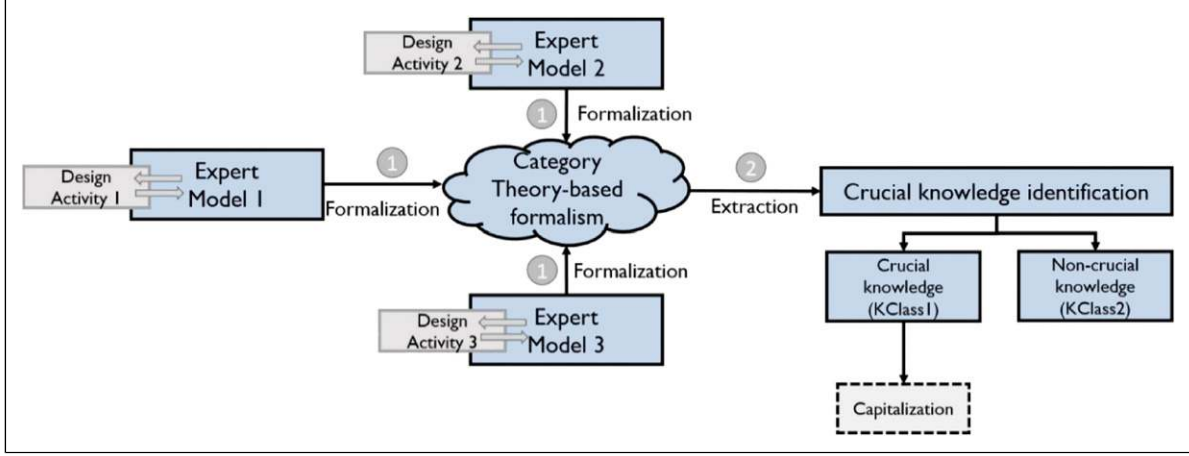 Design
Activity 2
Expert
Model 2
1
Formalization
Design
Activity 1
Expert
Model 1
1
Formalization
Category
Theory-based
formalism
2
Extraction
Crucial knowledge identification
1
Formalization
Design
Activity 3
Expert
Model 3
Crucial
knowledge
(KClass1)
Non-crucial
knowledge
(KClass2)
Capitalization